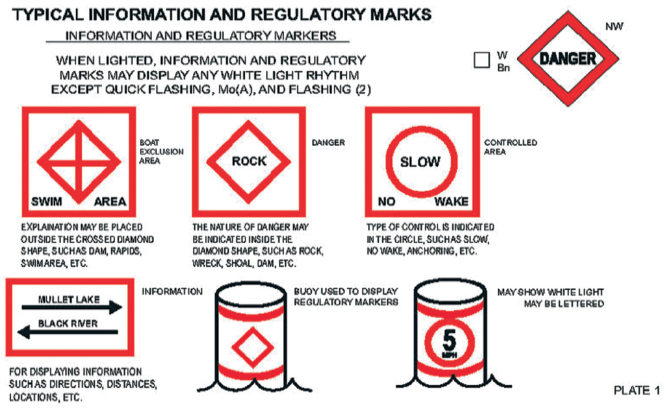 TYPICAL INFORMATION AND REGULATORY MARKS
INFORMATION AND REGULATORY MARKERS
WHEN LIGHTED, INFORMATION AND REGULATORY
MARKS MAY DISPLAY ANY WHITE LIGHT RHYTHM
EXCEPT QUICK FLASHING, Mo(A), AND FLASHING (2)
W
Bn
DANGER
NW
SWIM AREA
BOAT
EXCLUSION
AREA
EXPLAINATION MAY BE PLACED
OUTSIDE THE CROSSED DIAMOND
SHAPE, SUCH AS DAM, RAPIDS,
SWIM AREA, ETC.
ROCK
DANGER
THE NATURE OF DANGER MAY
BE INDICATED INSIDE THE
DIAMOND SHAPE, SUCH AS ROCK,
WRECK, SHOAL, DAM, ETC.
SLOW
NO WAKE
CONTROLLED
AREA
TYPE OF CONTROL IS INDICATED
IN THE CIRCLE, SUCH AS SLOW,
NO WAKE, ANCHORING, ETC.
MULLET LAKE
BLACK RIVER
INFORMATION
FOR DISPLAYING INFORMATION
SUCH AS DIRECTIONS, DISTANCES,
LOCATIONS, ETC.
BUOY USED TO DISPLAY
REGULATORY MARKERS
5
MPH
MAY SHOW WHITE LIGHT
MAY BE LETTERED
PLATE 1